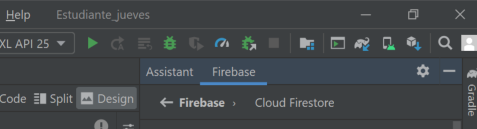 Help Estudiante_jueves
XL API 25
Assistant Firebase
Code Split Design
Firebase Cloud Firestore
Gradle